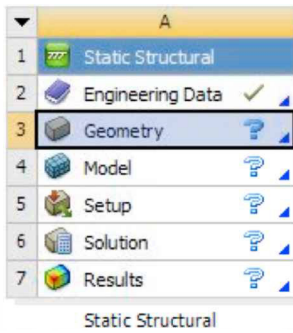 A
1 Static Structural
2 Engineering Data
3 Geometry ?
4 Model ?
5 Setup ?
6 Solution ?
7 Results ?
Static Structural